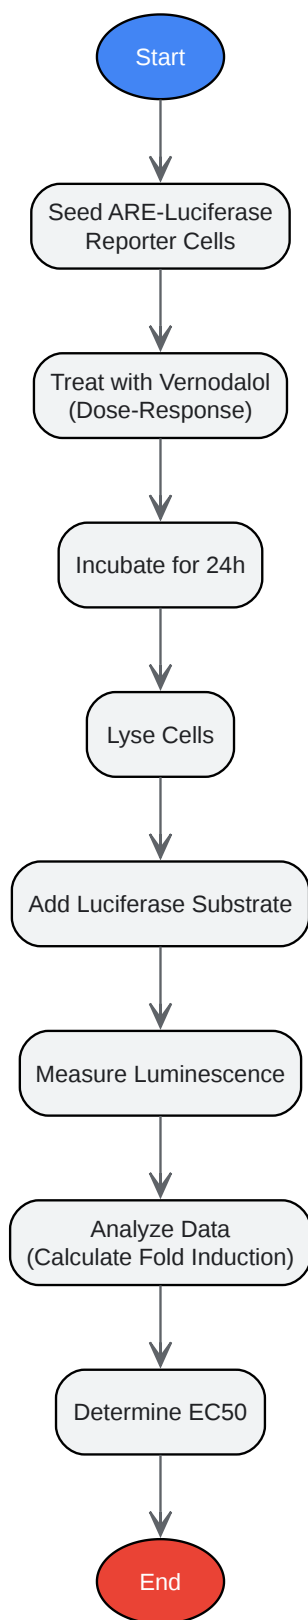 Start
Seed ARE-Luciferase
Reporter Cells
Treat with Vernodalol
(Dose-Response)
Incubate for 24h
Lyse Cells
Add Luciferase Substrate
Measure Luminescence
Analyze Data
(Calculate Fold Induction)
Determine EC50
End